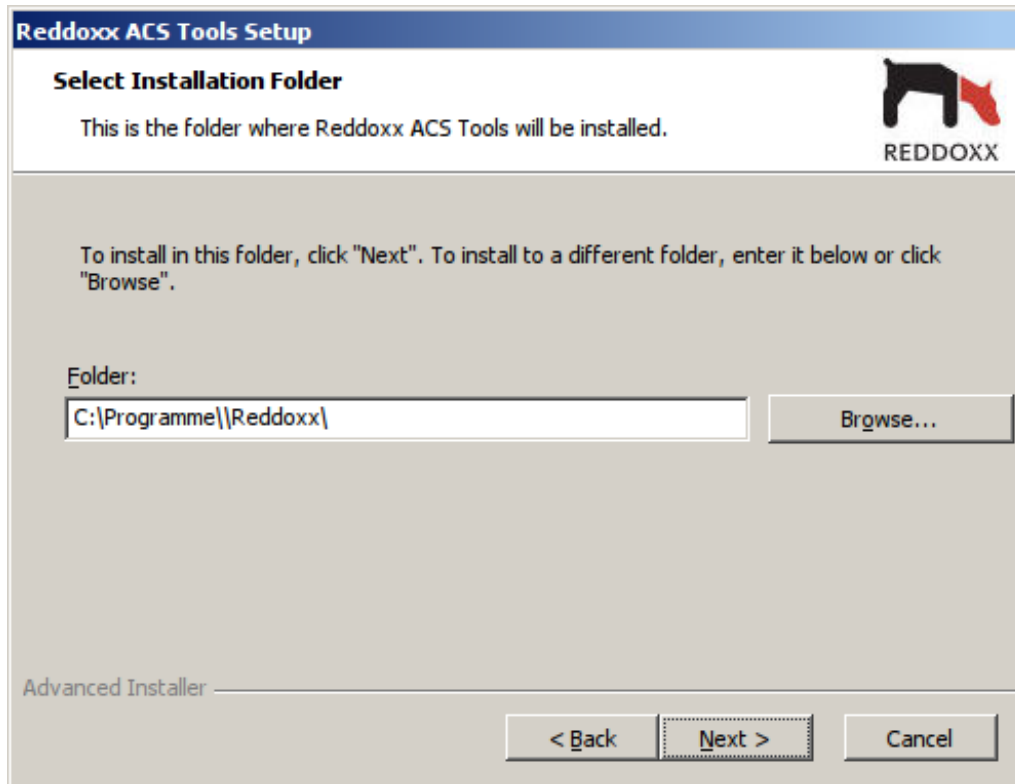 Reddoxx ACS Tools Setup
Select Installation Folder
This is the folder where Reddoxx ACS Tools will be installed.
REDDOXX
To install in this folder, click "Next". To install to a different folder, enter it below or click
"Browse".
Folder:
C:\Programme\\Reddoxx\
Browse...
Advanced Installer
< Back
Next >
Cancel